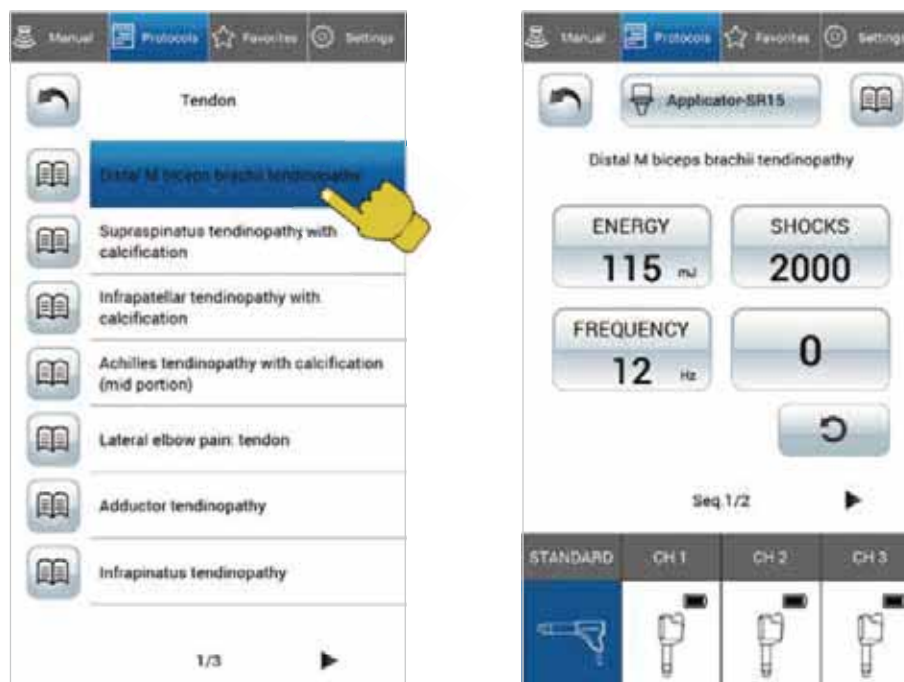 Manual Protocols Favorites Settings
Tendon
Distal M biceps brachii tendinopathy
Supraspinatus tendinopathy with
calcification
Infrapatellar tendinopathy with
calcification
Achilles tendinopathy with calcification
(mid portion)
Lateral elbow pain: tendon
Adductor tendinopathy
Infrapinatus tendinopathy
1/3
Manual Protocols Favorites Settings
Applicator-SR15
Distal M biceps brachii tendinopathy
ENERGY
115 mJ
SHOCKS
2000
FREQUENCY
12 Hz
0
Seq.1/2
STANDARD CH 1 CH 2 CH 3